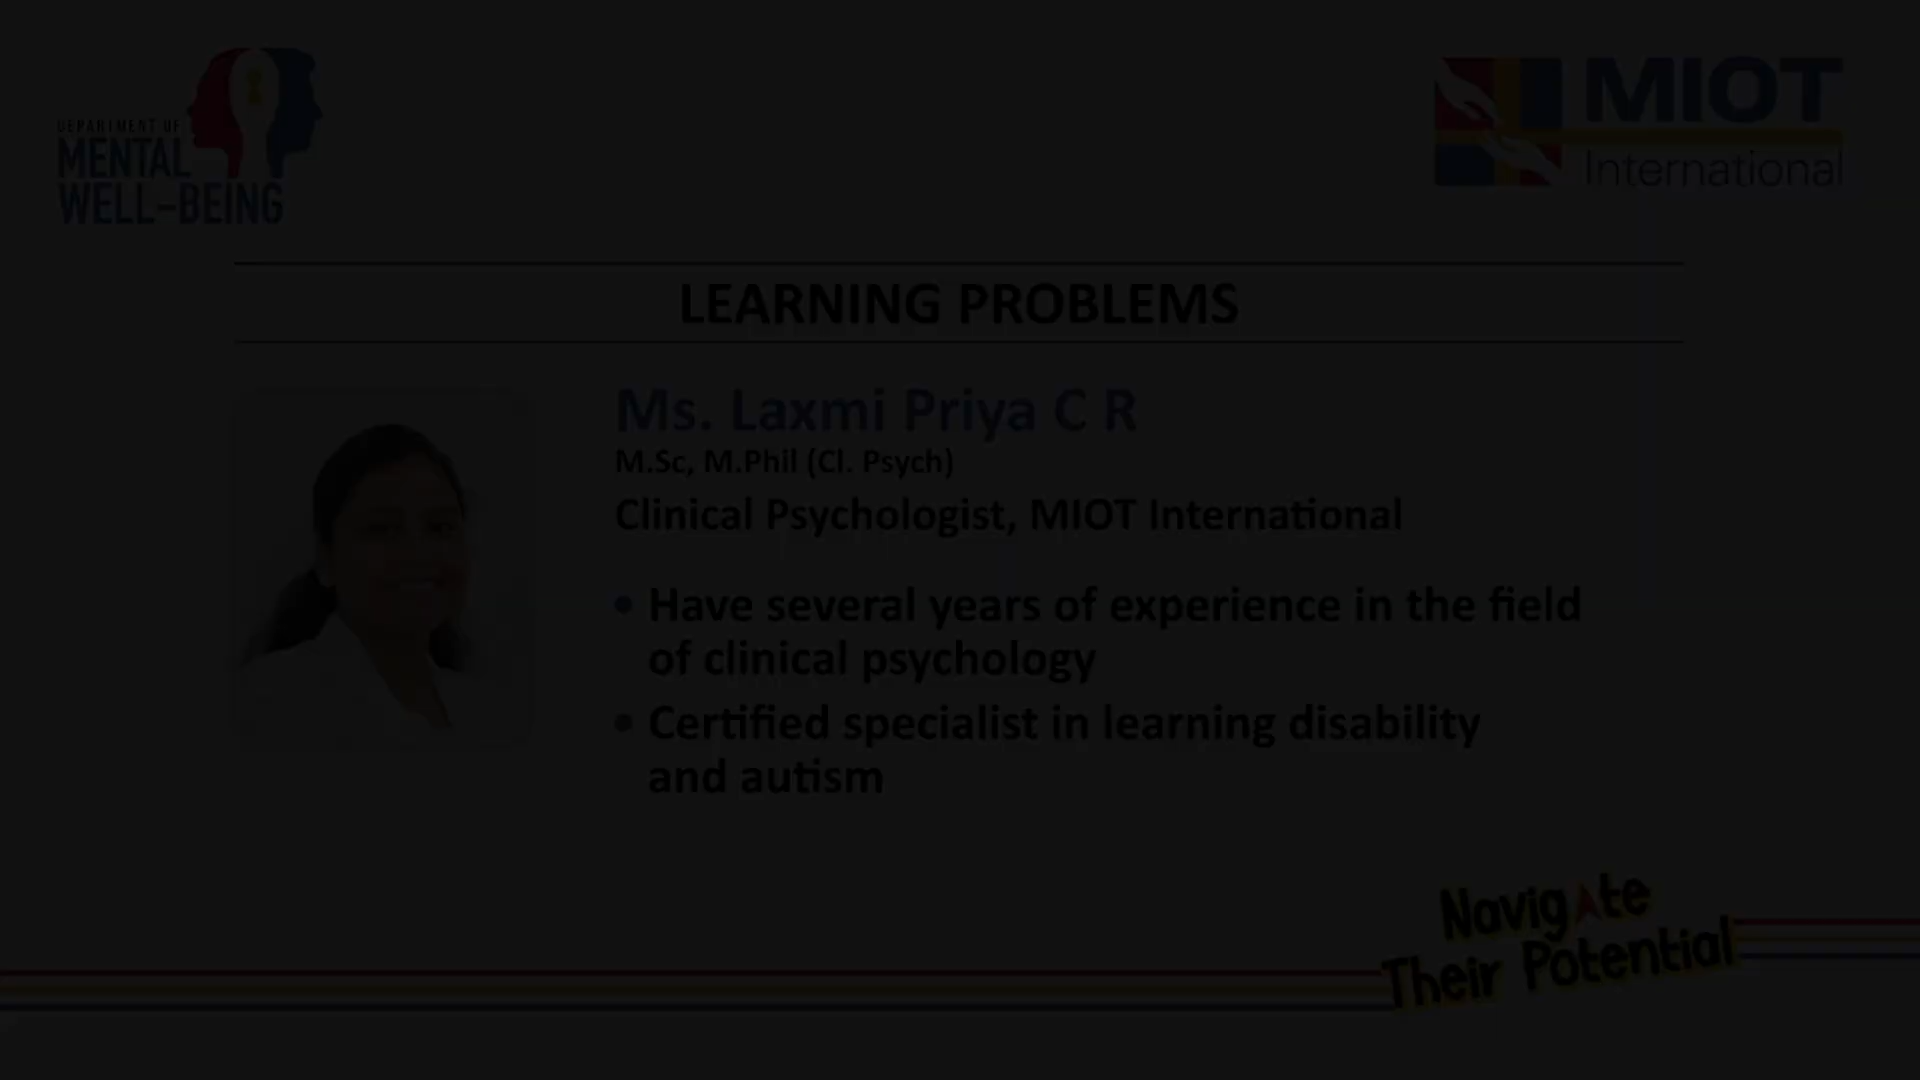 DEPARTMENT OF
MENTAL
WELL-BEING
MIOT
International
LEARNING PROBLEMS
Ms. Laxmi Priya C R
M.Sc, M.Phil (Cl. Psych)
Clinical Psychologist, MIOT International
• Have several years of experience in the field
of clinical psychology
• Certified specialist in learning disability
and autism
Navigate
Their Potential